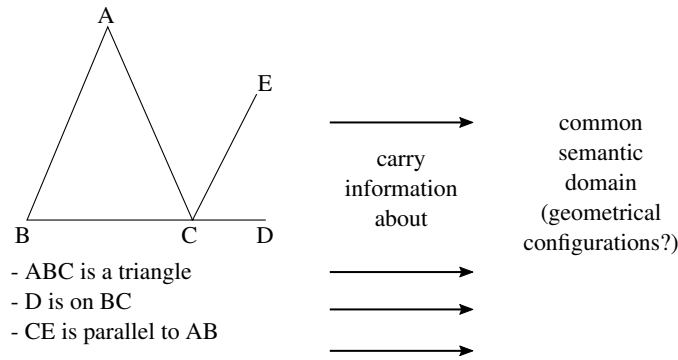 A
E
B
C
D
- ABC is a triangle
- D is on BC
- CE is parallel to AB
carry
information
about
common
semantic
domain
(geometrical
configurations?)